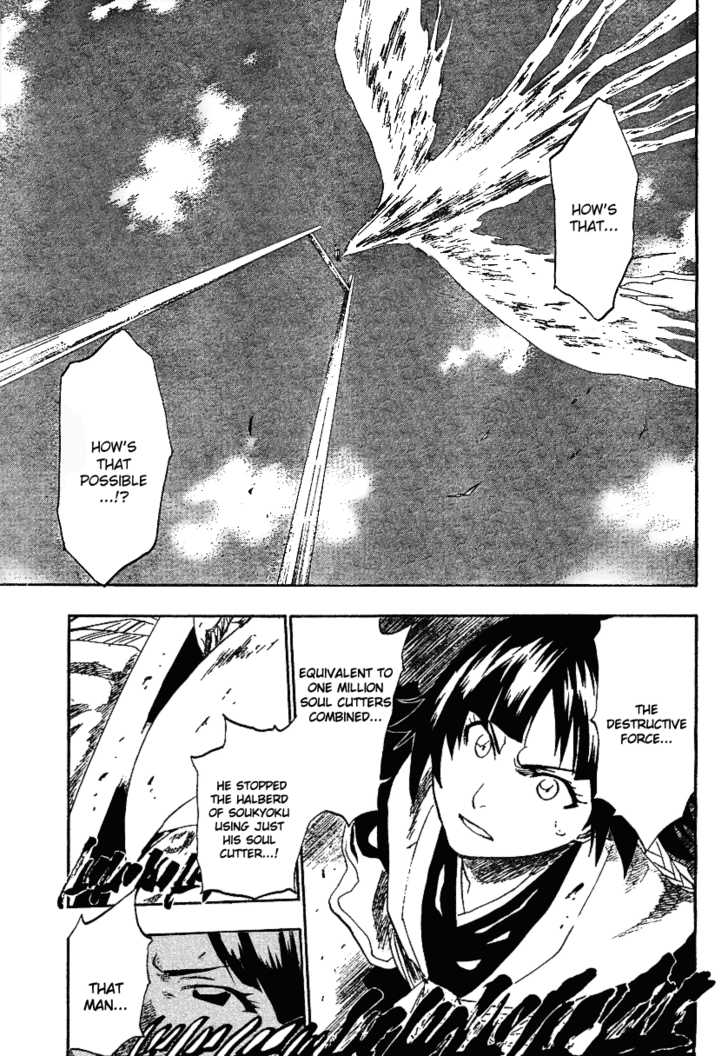 HOW'S
THAT...
HOW'S
THAT
POSSIBLE
...!?
THE
DESTRUCTIVE
FORCE...
EQUIVALENT TO
ONE MILLION
SOUL CUTTERS
COMBINED...
HE STOPPED
THE HALBERD
OF SOUKYOKU
USING JUST
HIS SOUL
CUTTER...!
THAT
MAN...